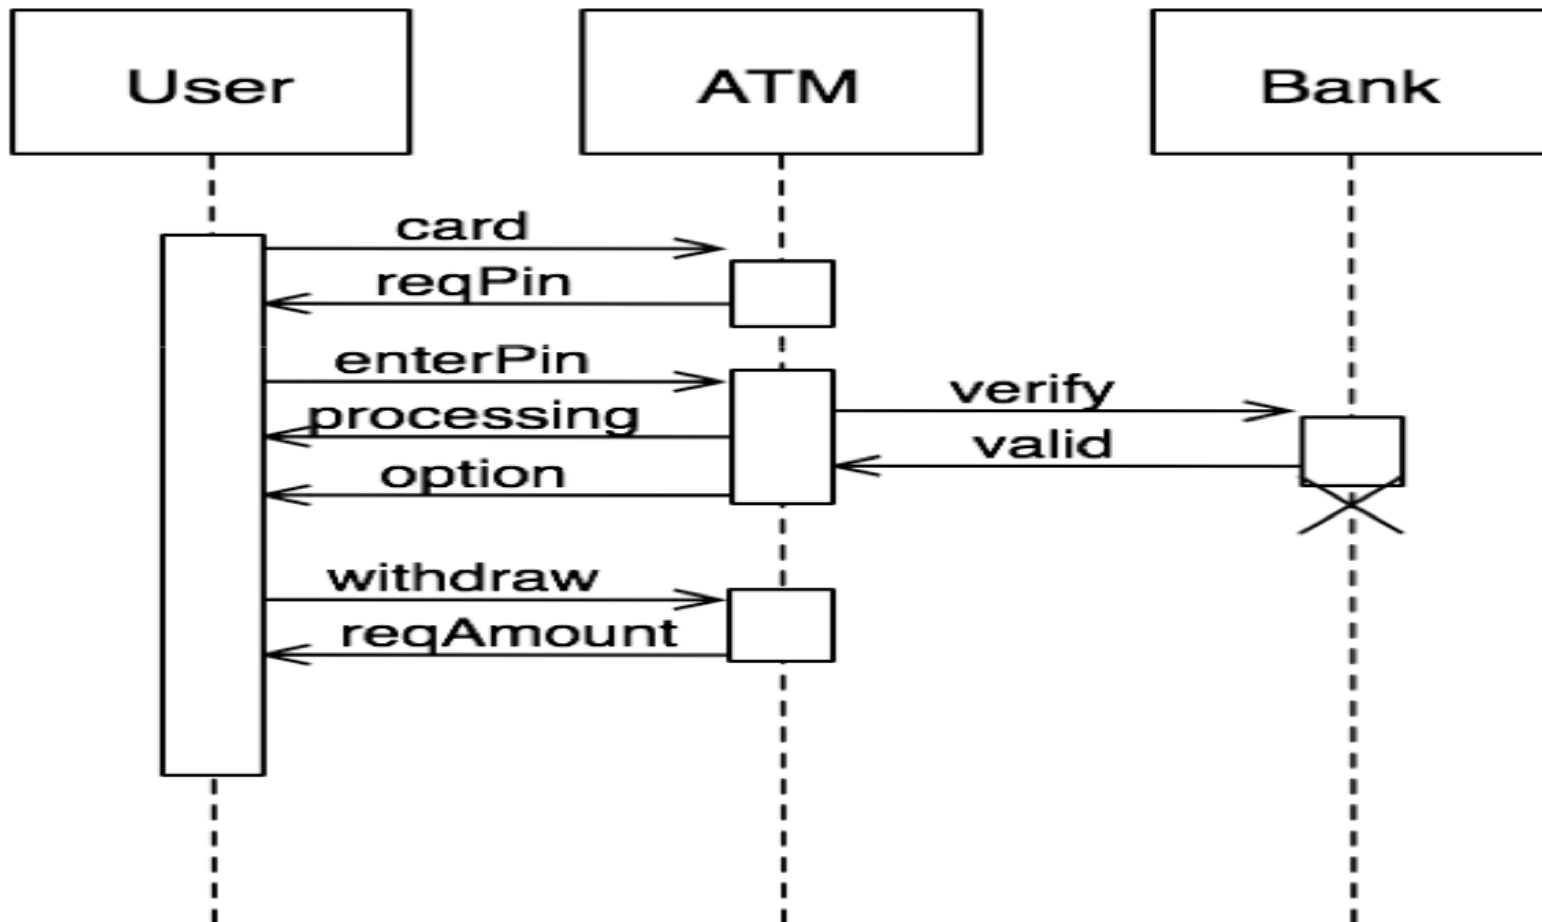 User
ATM
Bank
card
reqPin
enterPin
verify
processing
valid
option
withdraw
reqAmount